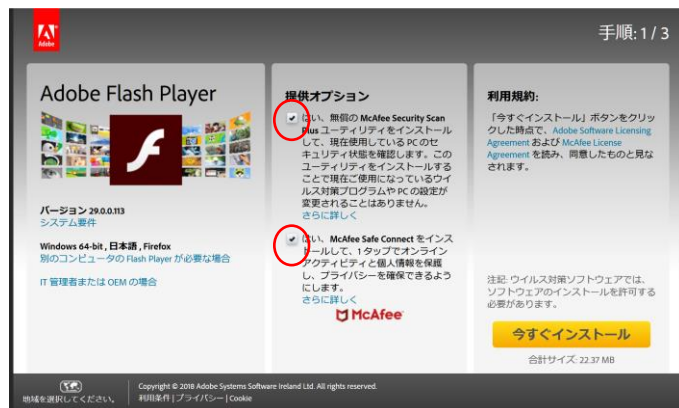 Adobe
手順:1 / 3
Adobe Flash Player
バージョン 29.0.0.113
システム要件
Windows 64-bit , 日本語 , Firefox
別のコンピュータの Flash Player が必要な場合
IT 管理者または OEM の場合
提供オプション
はい、無償の McAfee Security Scan
Plus ユーティリティをインストール
して、現在使用している PC のセ
キュリティ状態を確認します。この
ユーティリティをインストールする
ことで現在ご使用になっているウイ
ルス対策プログラムや PC の設定が
変更されることはありません。
さらに詳しく
はい、McAfee Safe Connect をインス
トールして、1 タップでオンライン
アクティビティと個人情報を保護
し、プライバシーを確保できるよう
にします。
さらに詳しく
McAfee
利用規約:
「今すぐインストール」ボタンをクリッ
クした時点で、Adobe Software Licensing
Agreement および McAfee License
Agreement を読み、同意したものと見な
されます。
注記: ウイルス対策ソフトウェアでは、
ソフトウェアのインストールを許可する
必要があります。
今すぐインストール
合計サイズ: 22.37 MB
地域を選択してください。
Copyright © 2018 Adobe Systems Software Ireland Ltd. All rights reserved.
利用条件 | プライバシー | Cookie